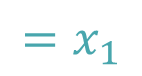 = x₁